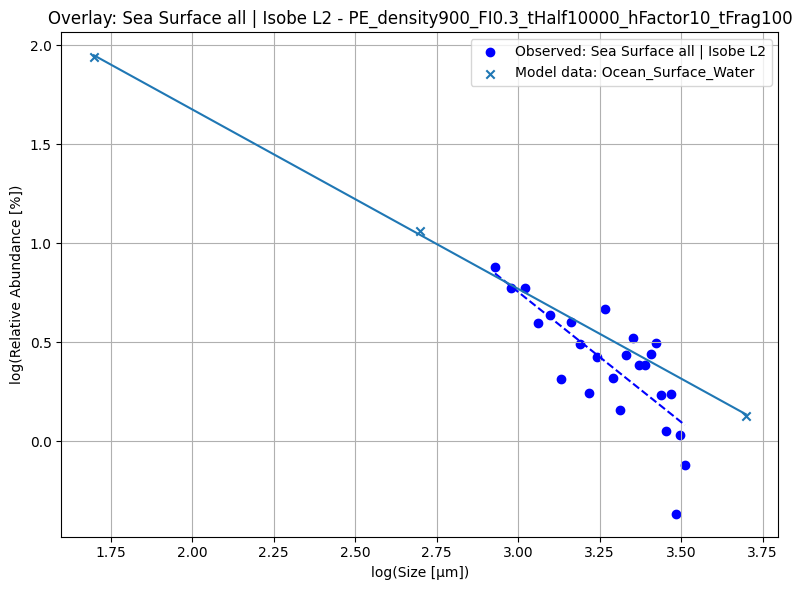 Overlay: Sea Surface all | Isobe L2 - PE_density900_FI0.3_tHalf10000_hFactor10_tFrag100
Observed: Sea Surface all | Isobe L2
Model data: Ocean_Surface_Water
log(Relative Abundance [%])
2.0
1.5
1.0
0.5
0.0
1.75 2.00 2.25 2.50 2.75 3.00 3.25 3.50 3.75
log(Size [µm])